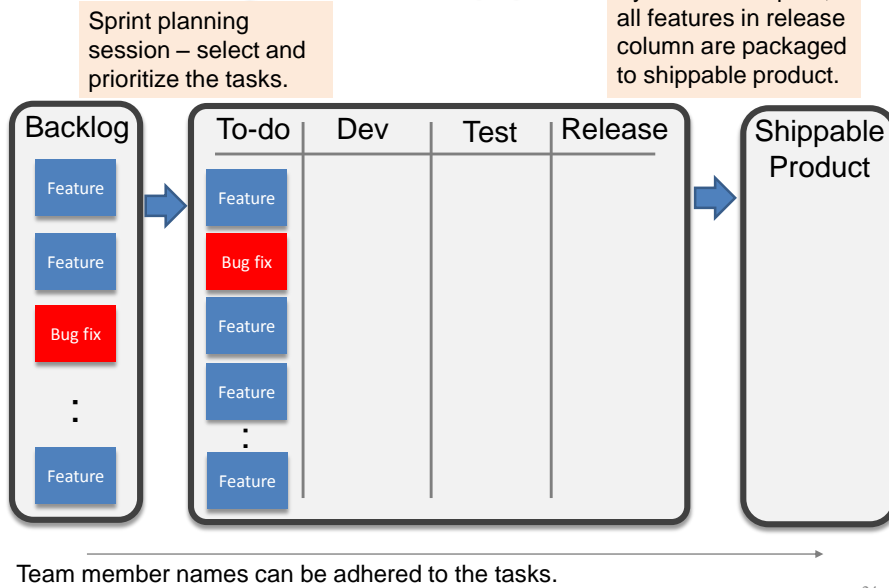 Sprint planning
session – select and
prioritize the tasks.
all features in release
column are packaged
to shippable product.
Backlog
Feature
Feature
Bug fix
:
Feature
To-do
Dev
Test
Release
Feature
Bug fix
Feature
Feature
:
Feature
Shippable
Product
Team member names can be adhered to the tasks.